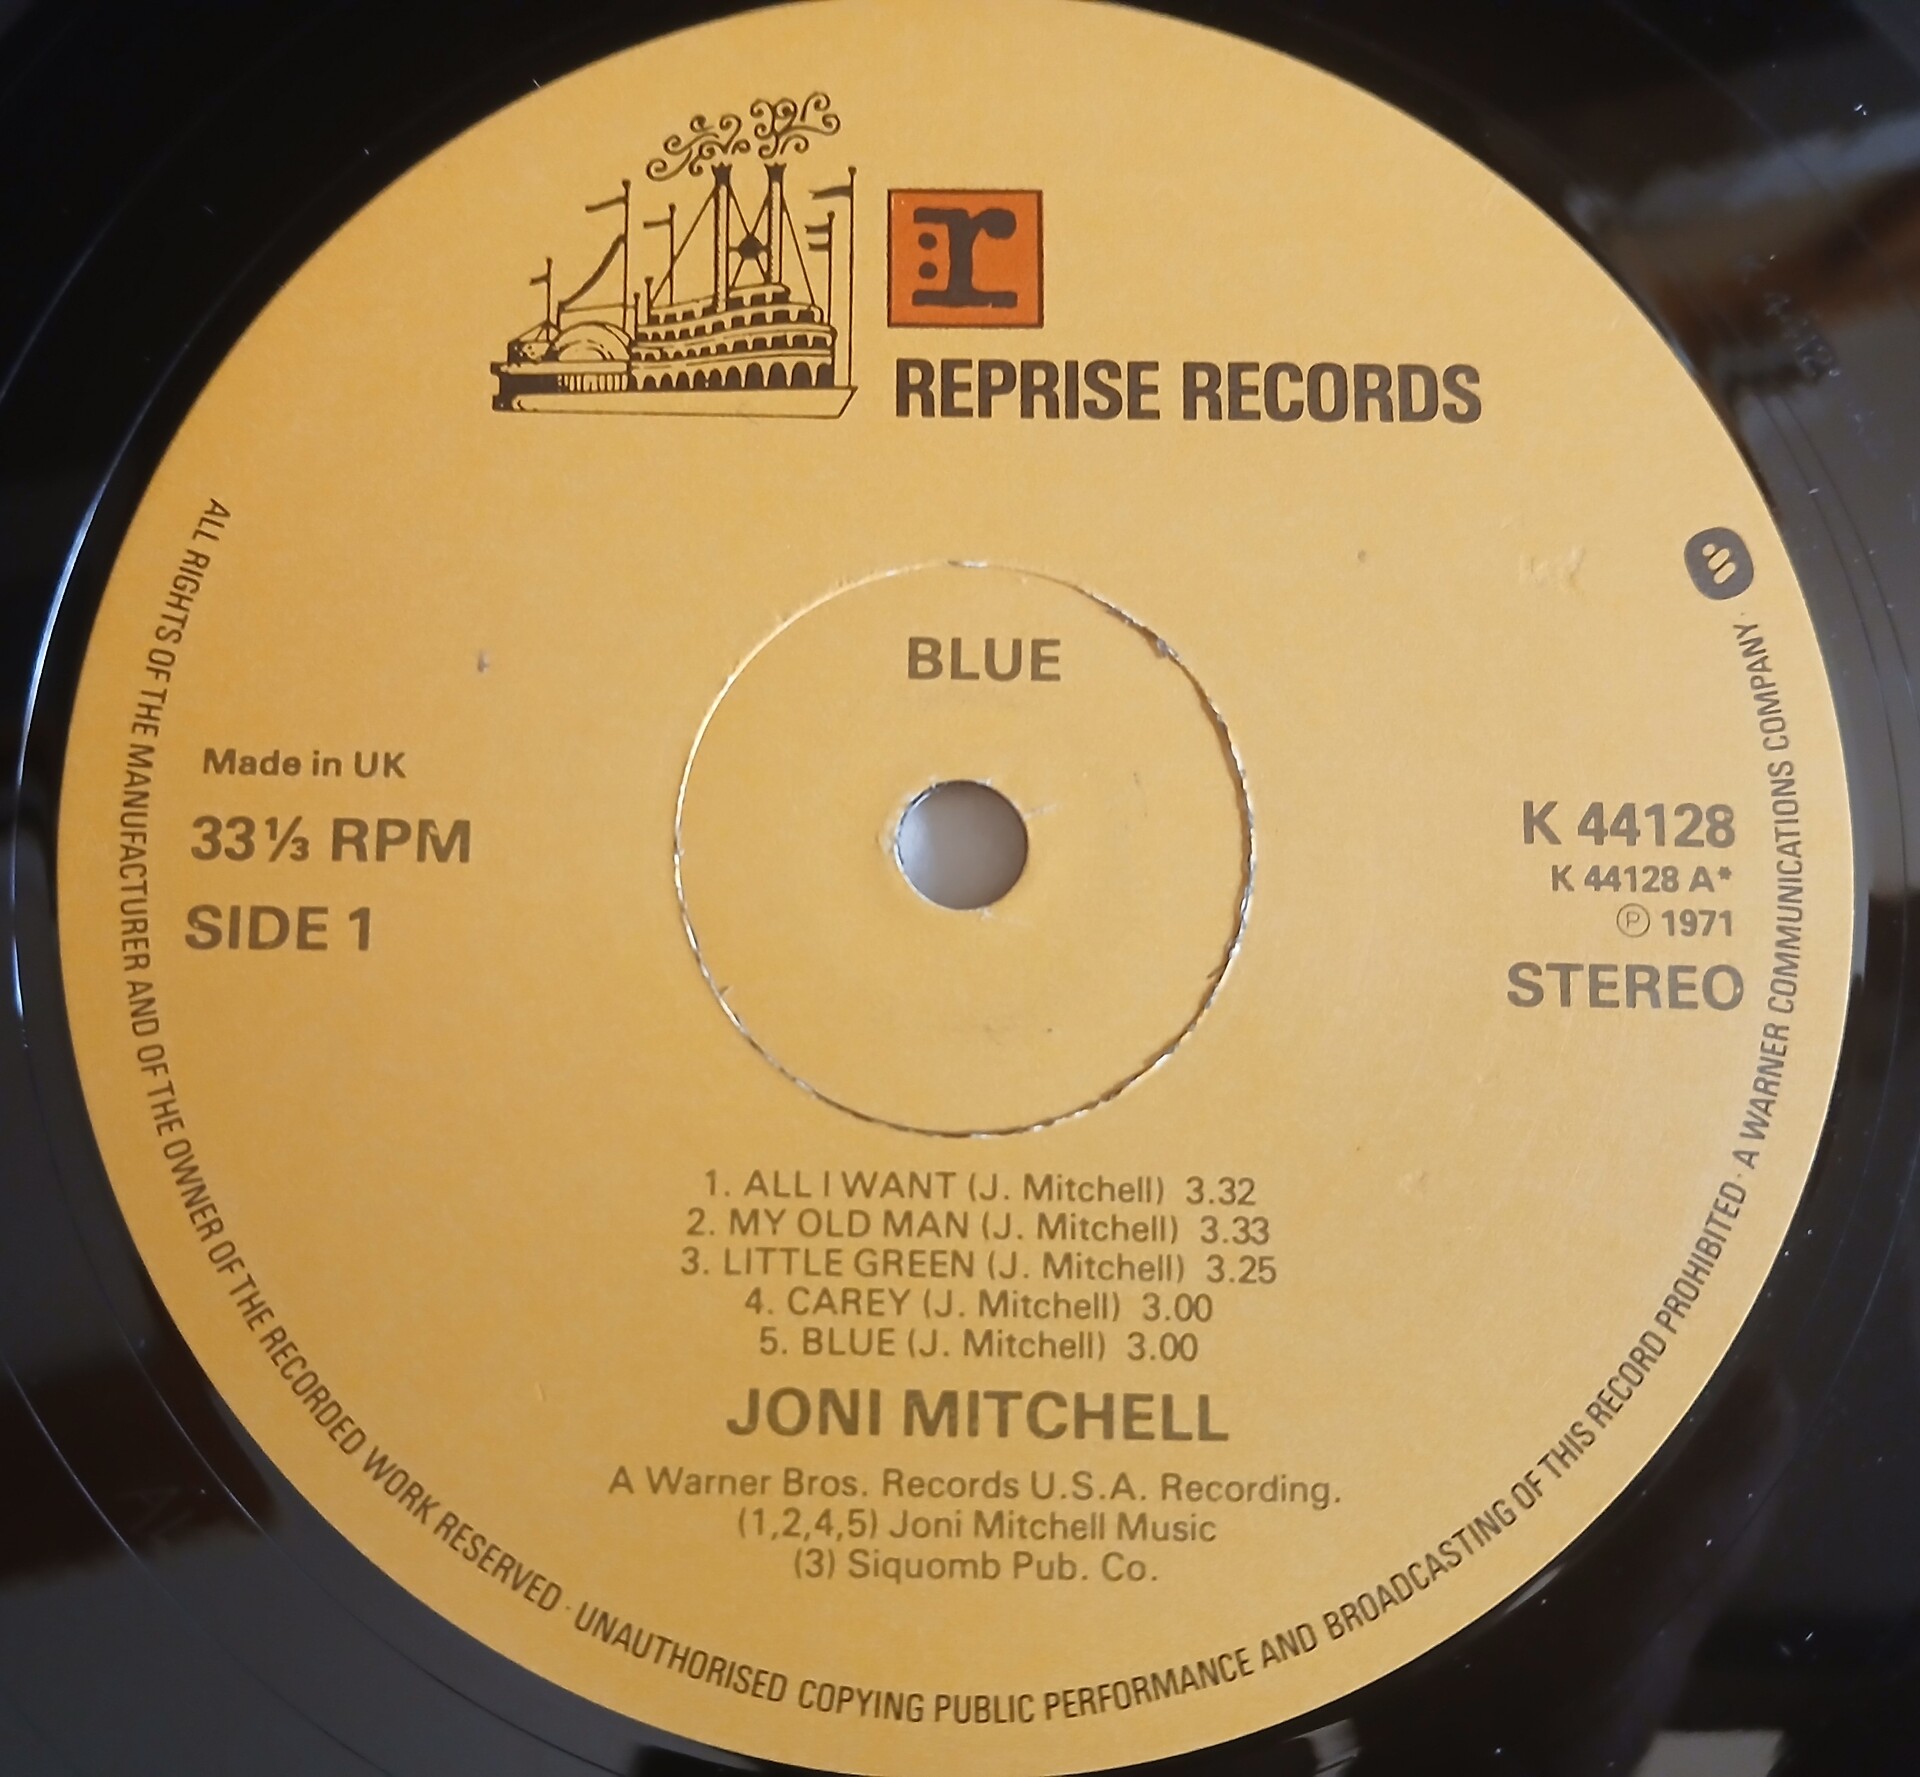 r
REPRISE RECORDS
BLUE
Made in UK
33⅓ RPM
SIDE 1
K 44128
K 44128 A*
Ⓟ 1971
STEREO
1. ALL I WANT (J. Mitchell) 3.32
2. MY OLD MAN (J. Mitchell) 3.33
3. LITTLE GREEN (J. Mitchell) 3.25
4. CAREY (J. Mitchell) 3.00
5. BLUE (J. Mitchell) 3.00
JONI MITCHELL
A Warner Bros. Records U.S.A. Recording.
(1,2,4,5) Joni Mitchell Music
(3) Siquomb Pub. Co.
ALL RIGHTS OF THE MANUFACTURER AND OF THE OWNER OF THE RECORDED WORK RESERVED · UNAUTHORISED COPYING PUBLIC PERFORMANCE AND BROADCASTING OF THIS RECORD PROHIBITED · A WARNER COMMUNICATIONS COMPANY ·